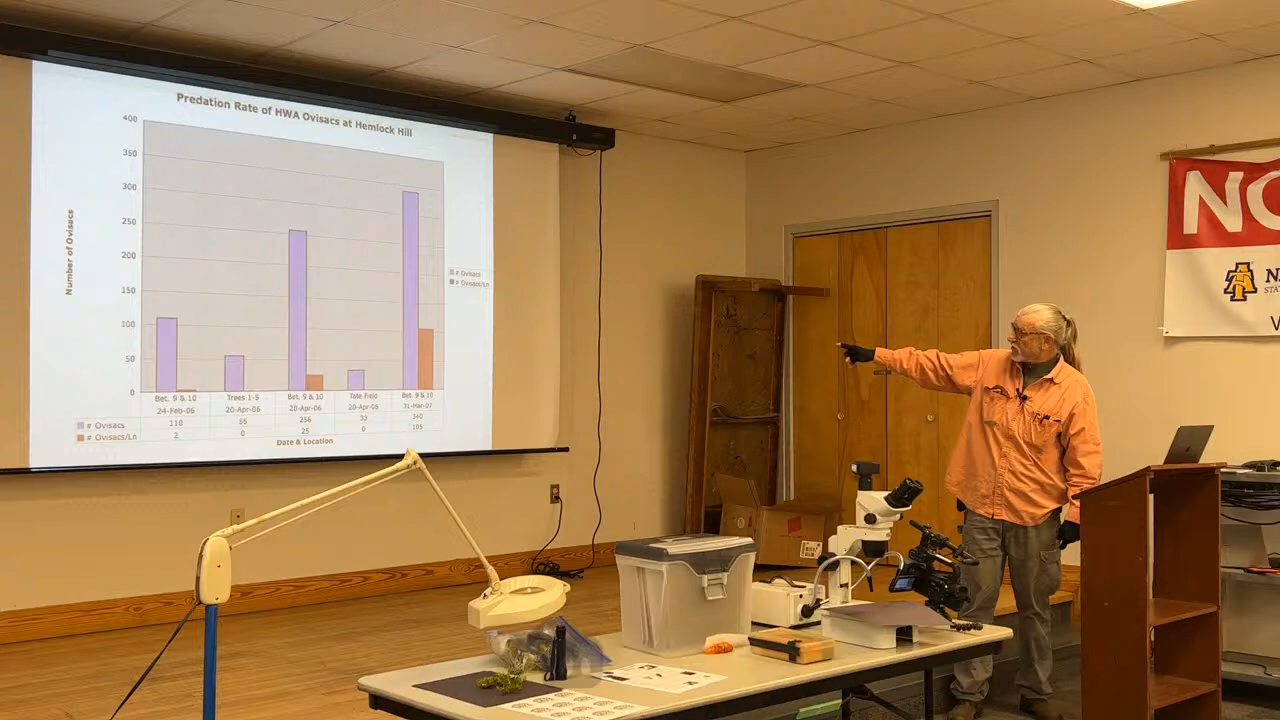 Predation Rate of HWA Ovisacs at Hemlock Hill
400
350
300
250
200
150
100
50
0
Number of Ovisacs
# Ovisacs
# Ovisacs/Ln
Bet. 9 & 10 Trees 1-5 Bet. 9 & 10 Tate Field Bet. 9 & 10
24-Feb-06 20-Apr-06 20-Apr-06 20-Apr-06 31-Mar-07
# Ovisacs 110 55 256 33 340
# Ovisacs/Ln 2 0 25 0 105
Date & Location
NC